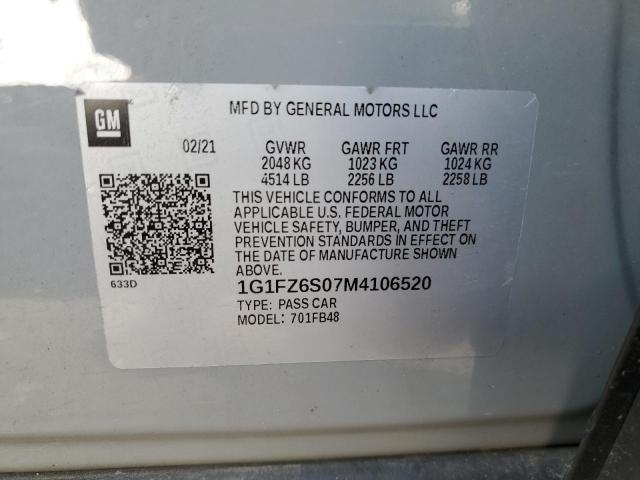 GM
MFD BY GENERAL MOTORS LLC
02/21 GVWR GAWR FRT GAWR RR
2048 KG 1023 KG 1024 KG
4514 LB 2256 LB 2258 LB
THIS VEHICLE CONFORMS TO ALL
APPLICABLE U.S. FEDERAL MOTOR
VEHICLE SAFETY, BUMPER, AND THEFT
PREVENTION STANDARDS IN EFFECT ON
THE DATE OF MANUFACTURE SHOWN
ABOVE.
633D
1G1FZ6S07M4106520
TYPE: PASS CAR
MODEL: 701FB48